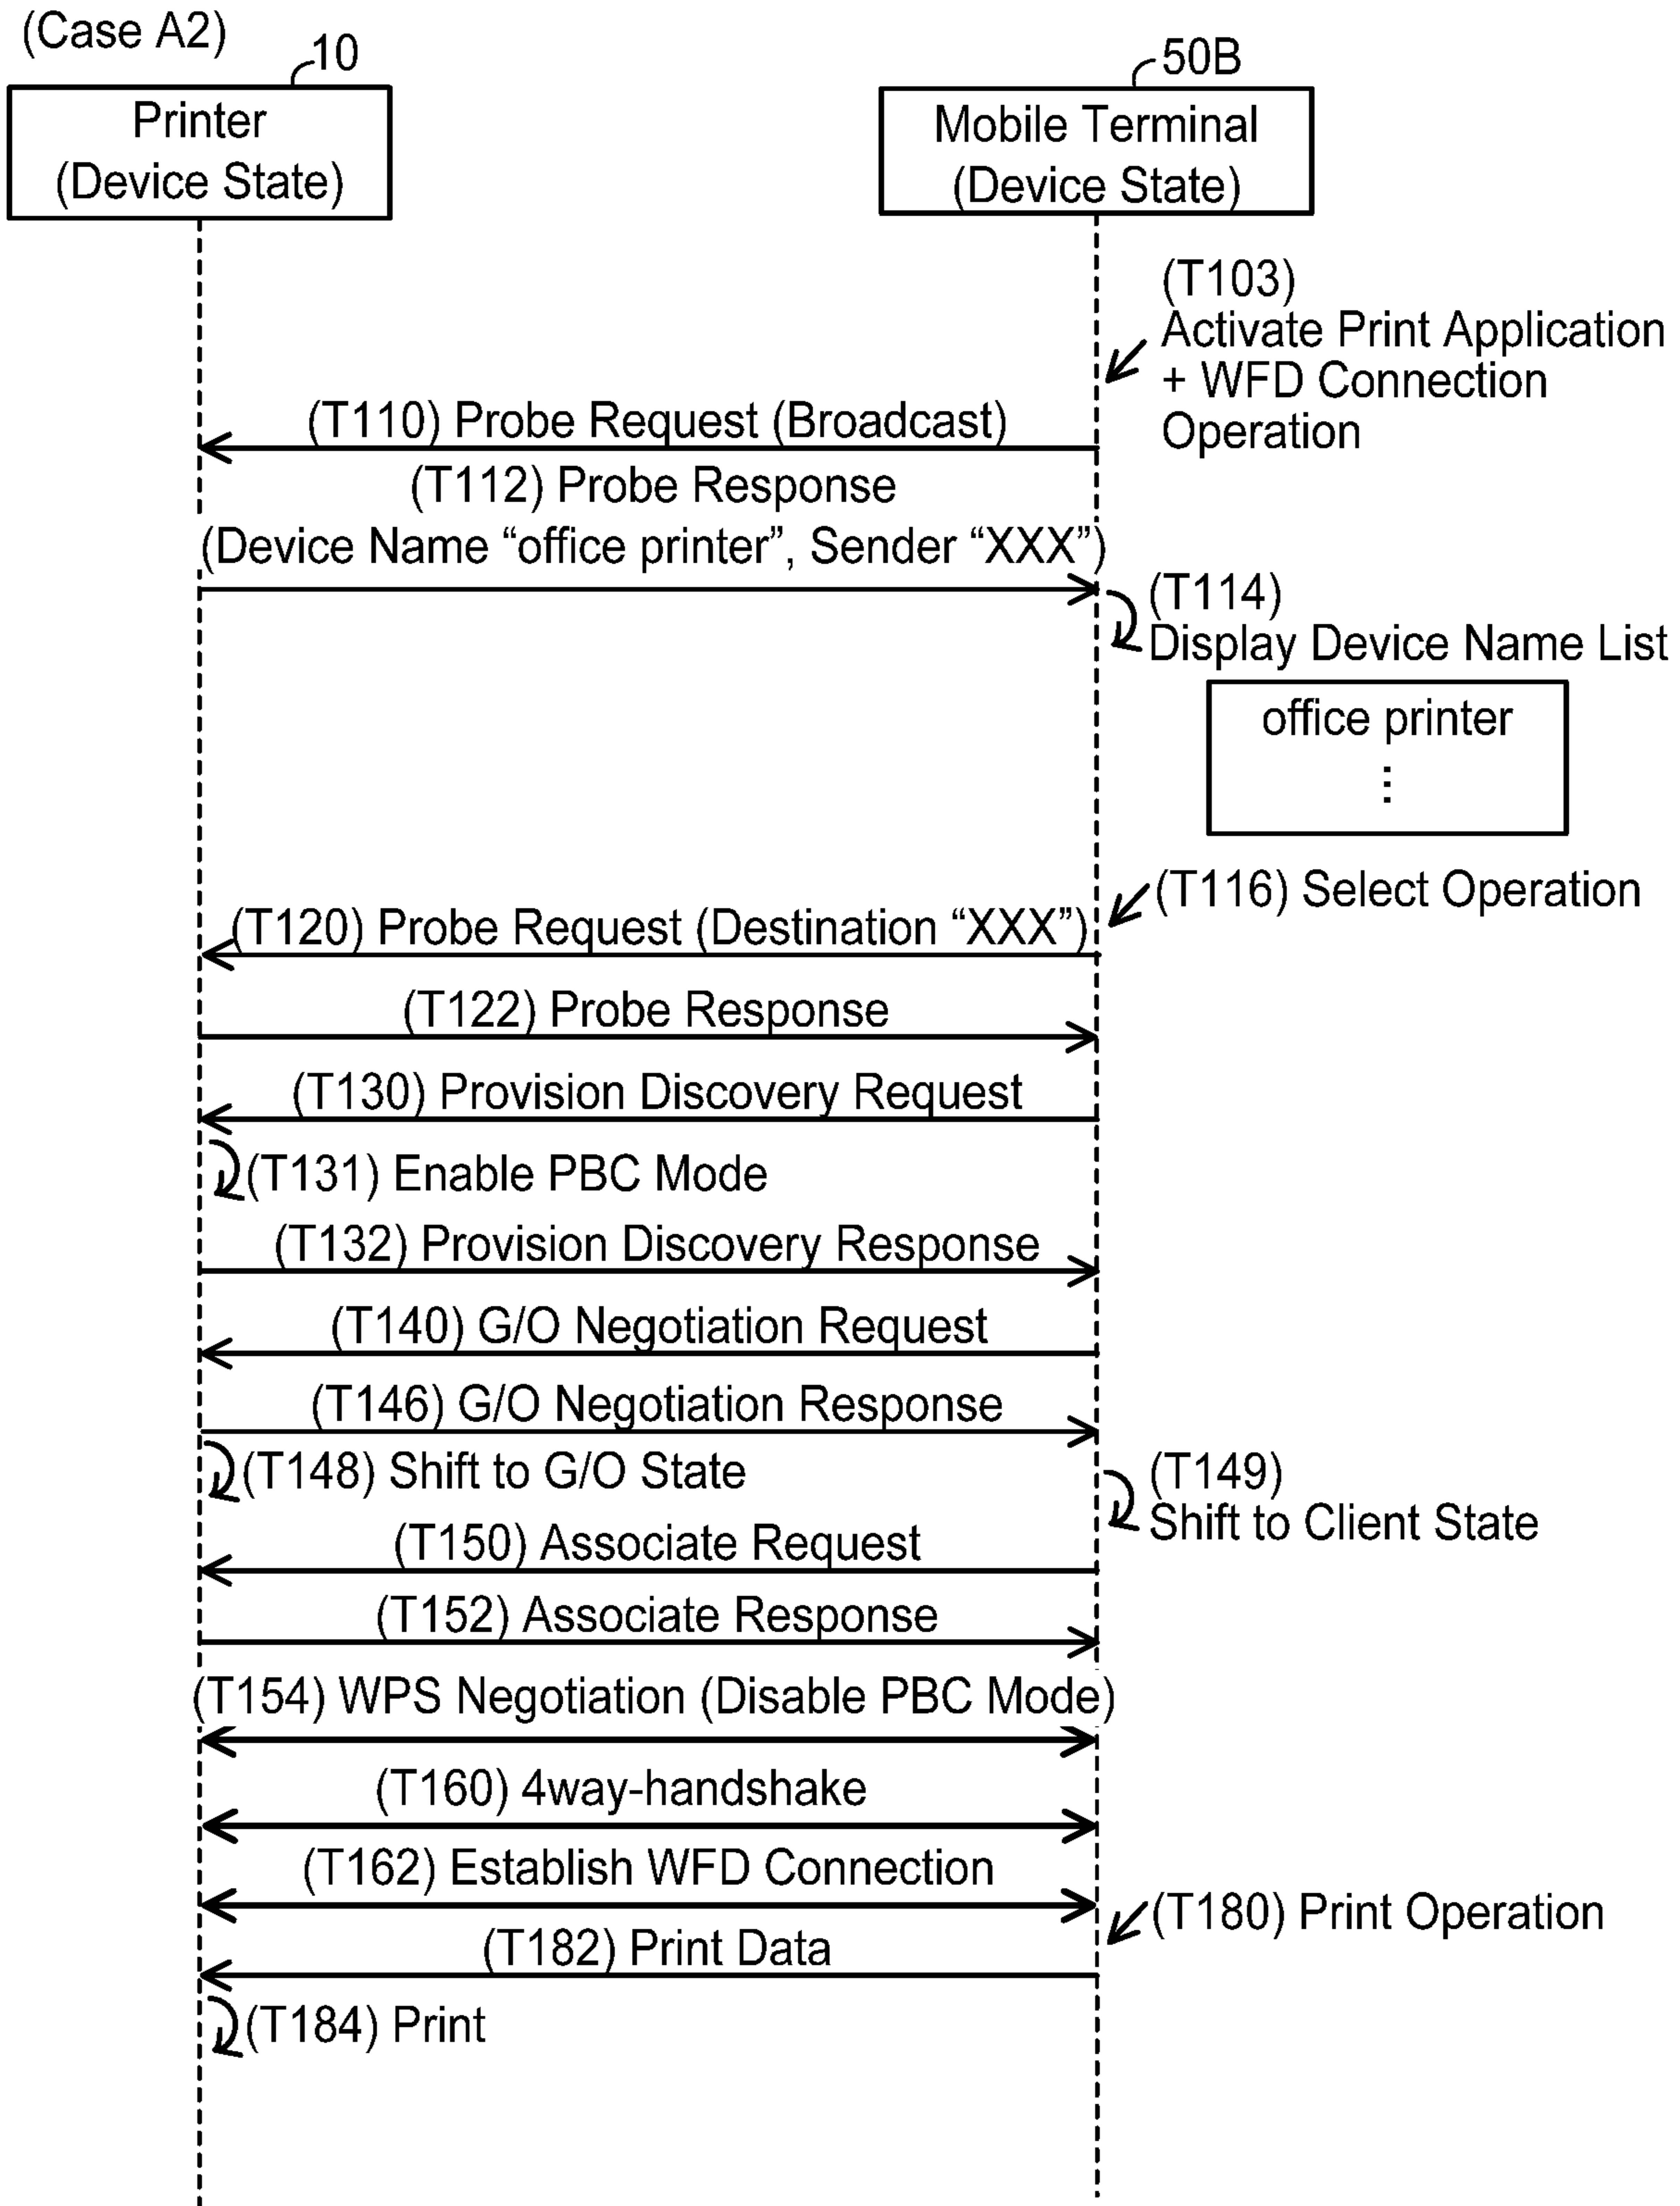 (Case A2)
10
50B
Printer
(Device State)
Mobile Terminal
(Device State)
(T103)
Activate Print Application
+ WFD Connection
Operation
(T110) Probe Request (Broadcast)
(T112) Probe Response
(Device Name “office printer”, Sender “XXX”)
(T114)
Display Device Name List
office printer
⋮
(T116) Select Operation
(T120) Probe Request (Destination “XXX”)
(T122) Probe Response
(T130) Provision Discovery Request
(T131) Enable PBC Mode
(T132) Provision Discovery Response
(T140) G/O Negotiation Request
(T146) G/O Negotiation Response
(T148) Shift to G/O State
(T149)
Shift to Client State
(T150) Associate Request
(T152) Associate Response
(T154) WPS Negotiation (Disable PBC Mode)
(T160) 4way-handshake
(T162) Establish WFD Connection
(T180) Print Operation
(T182) Print Data
(T184) Print